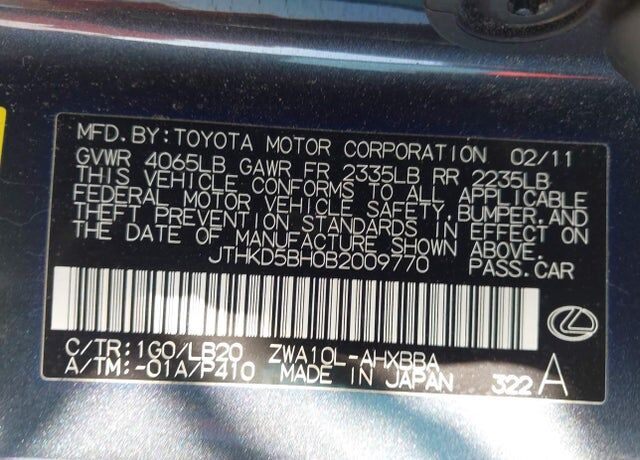 MFD. BY: TOYOTA MOTOR CORPORATION 02/11
GVWR 4065LB GAWR FR 2335LB RR 2235LB
THIS VEHICLE CONFORMS TO ALL APPLICABLE
FEDERAL MOTOR VEHICLE SAFETY, BUMPER, AND
THEFT PREVENTION STANDARDS IN EFFECT ON
THE DATE OF MANUFACTURE SHOWN ABOVE.
JTHKD5BH0B2009770 PASS.CAR
C/TR: 1G0/LB20 ZWA10L-AHXBBA
A/TM:-01A/P410 MADE IN JAPAN 322 A